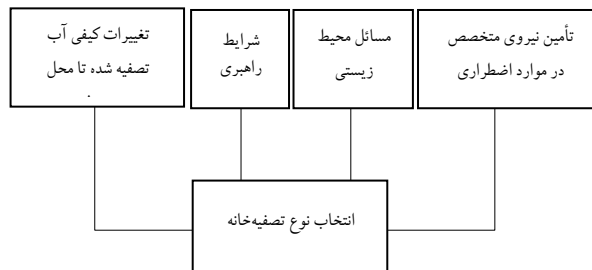 تأمین نیروی متخصص
در موارد اضطراری
مسائل محیط
زیستی
شرایط
راهبری
تغییرات کیفی آب
تصفیه شده تا محل
.
انتخاب نوع تصفیه‌خانه